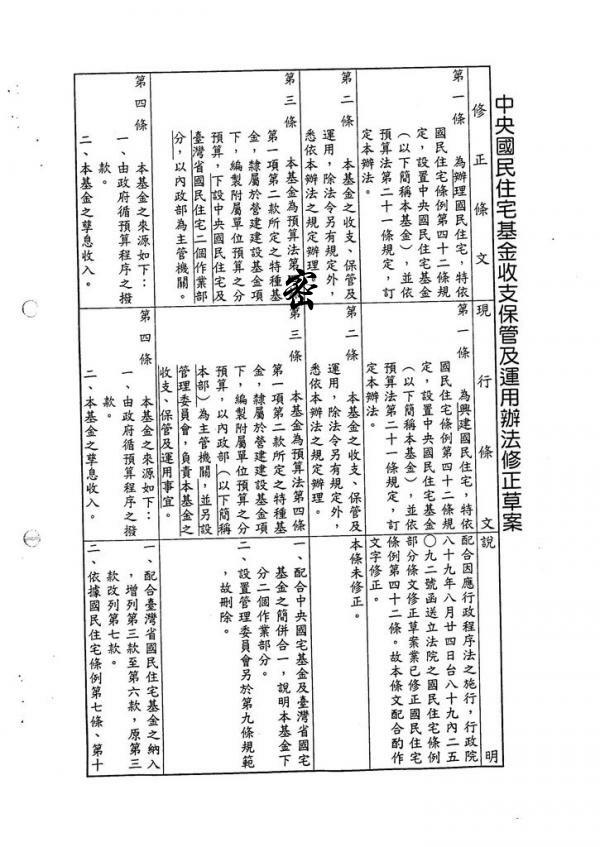 中央國民住宅基金收支保管及運用辦法修正草案
修正條文
第一條　為辦理國民住宅，特依
國民住宅條例第四十二條規
定，設置中央國民住宅基金
（以下簡稱本基金），並依
預算法第二十一條規定，訂
定本辦法。
第二條　本基金之收支、保管及
運用，除法令另有規定外，
悉依本辦法之規定辦理。
第三條　本基金為預算法第四條
第一項第二款所定之特種基
金，隸屬於營建建設基金項
下，編製附屬單位預算之分
預算，下設中央國民住宅及
臺灣省國民住宅二個作業部
分，以內政部為主管機關。
第四條　本基金之來源如下：
一、由政府循預算程序之撥
款。
二、本基金之孳息收入。
密
現行條文
第一條　為興建國民住宅，特依
國民住宅條例第四十二條規
定，設置中央國民住宅基金
（以下簡稱本基金），並依
預算法第二十一條規定，訂
定本辦法。
第二條　本基金之收支、保管及
運用，除法令另有規定外，
悉依本辦法之規定辦理。
第三條　本基金為預算法第四條
第一項第二款所定之特種基
金，隸屬於營建建設基金項
下，編製附屬單位預算之分
預算，以內政部（以下簡稱
本部）為主管機關，並另設
管理委員會，負責本基金之
收支、保管及運用事宜。
第四條　本基金之來源如下：
一、由政府循預算程序之撥
款。
二、本基金之孳息收入。
說明
配合因應行政程序法之施行，行政院
八十九年八月廿四日台八十九內二五
〇九二號函送立法院之國民住宅條例
部分條文修正草案業已修正國民住宅
條例第四十二條。故本條文配合酌作
文字修正。
本條未修正。
一、配合中央國宅基金及臺灣省國宅
基金之簡併合一，說明本基金下
分二個作業部分。
二、設置管理委員會另於第九條規範
，故刪除。
一、配合臺灣省國民住宅基金之納入
，增列第三款至第六款，原第三
款改列第七款。
二、依據國民住宅條例第七條、第十